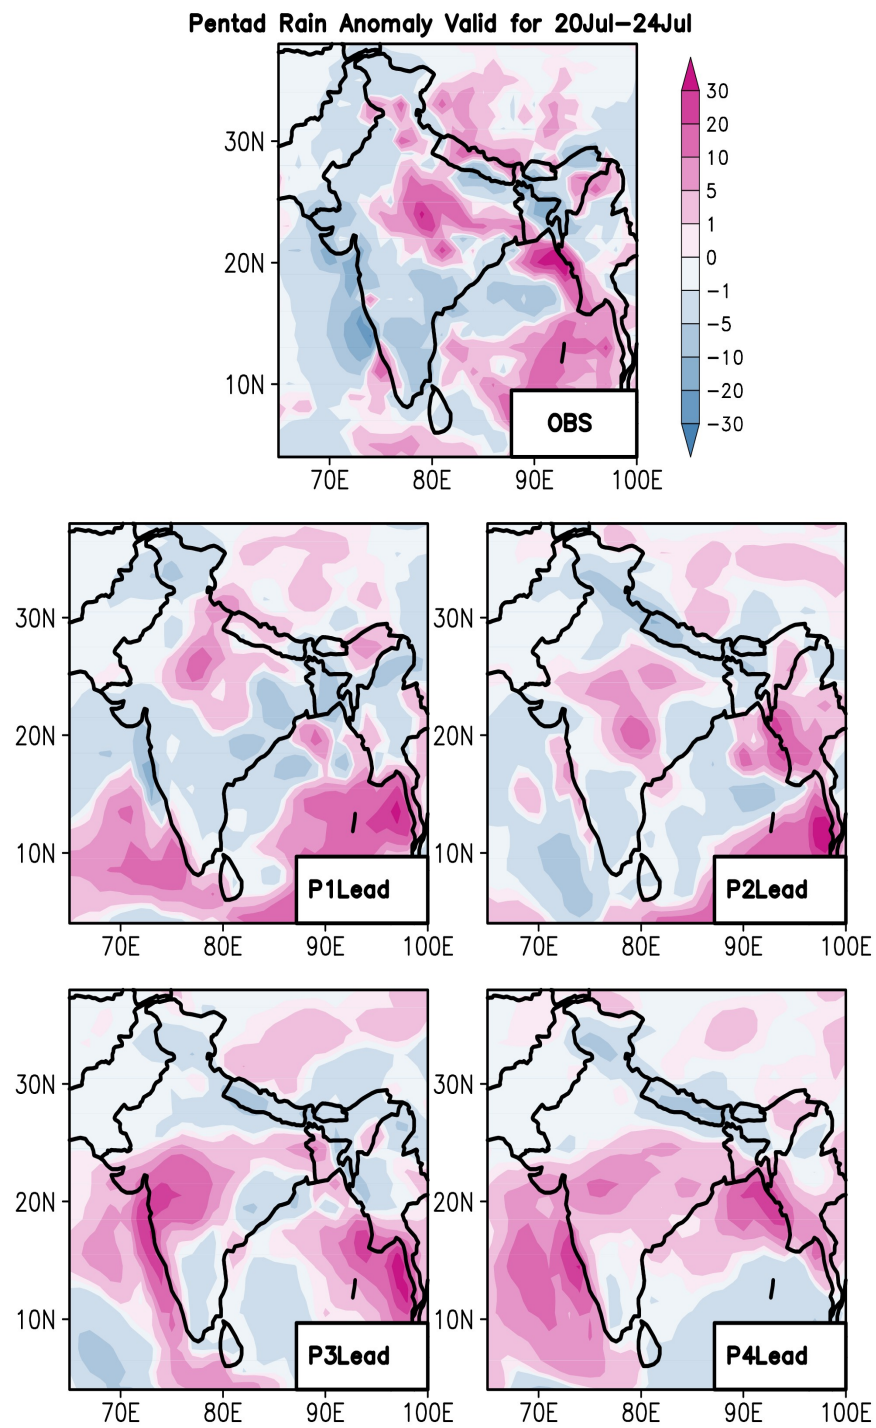 Pentad Rain Anomaly Valid for 20Jul−24Jul
30N
20N
10N
70E 80E 90E 100E
OBS
30
20
10
5
1
0
−1
−5
−10
−20
−30
30N
20N
10N
70E 80E 90E 100E
P1Lead
30N
20N
10N
70E 80E 90E 100E
P2Lead
30N
20N
10N
70E 80E 90E 100E
P3Lead
30N
20N
10N
70E 80E 90E 100E
P4Lead